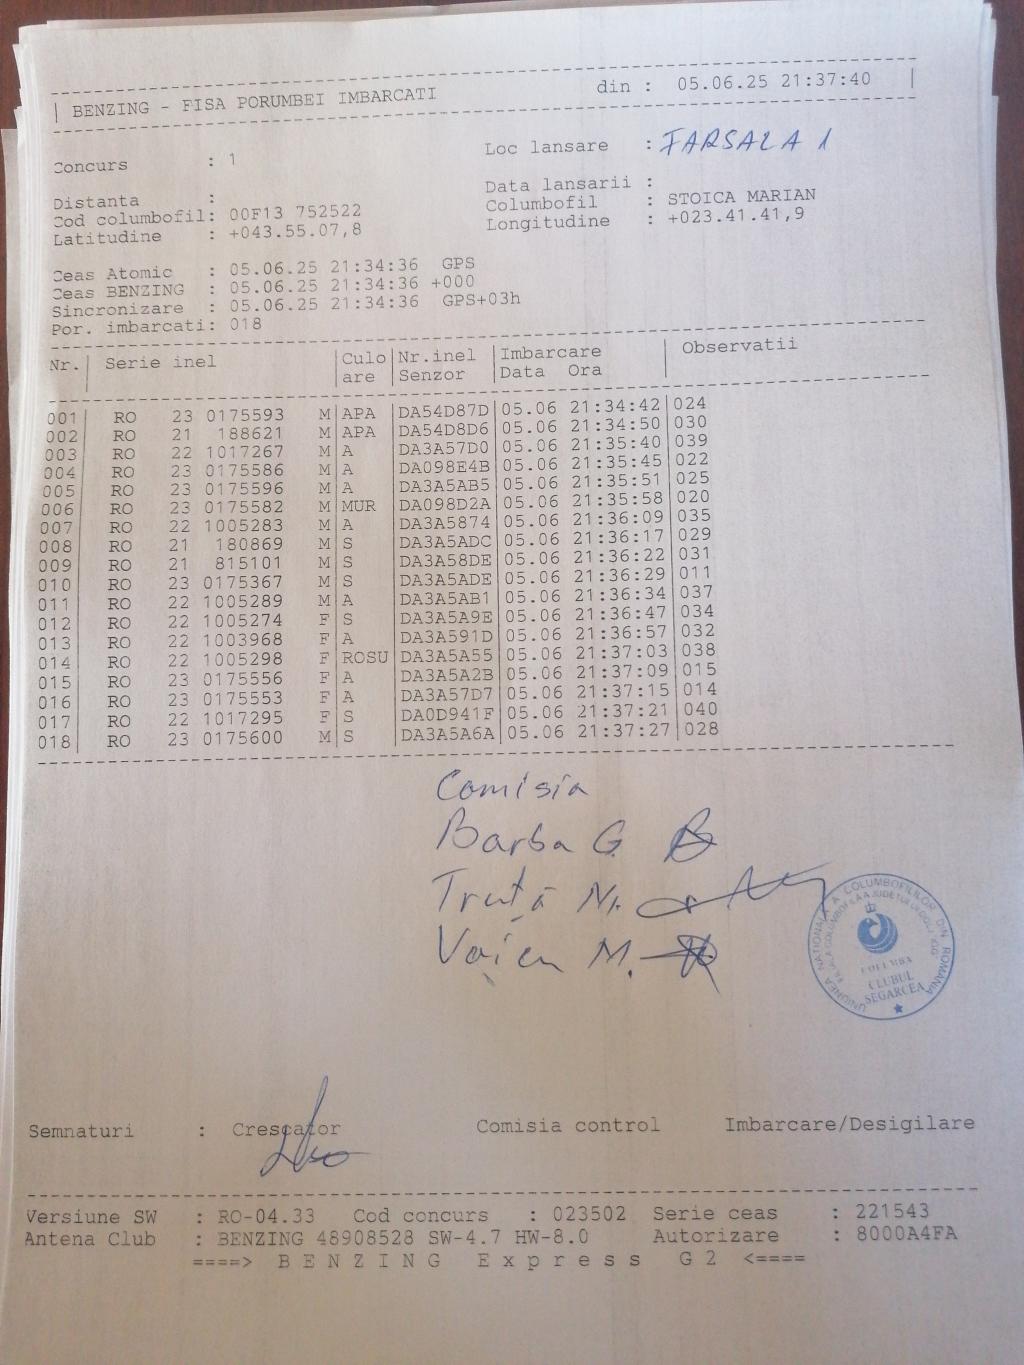 BENZING - FISA PORUMBEI IMBARCATI din : 05.06.25 21:37:40
Concurs : 1 Loc lansare : FARSALA 1
Distanta : Data lansarii :
Cod columbofil: 00F13 752522 Columbofil : STOICA MARIAN
Latitudine : +043.55.07,8 Longitudine : +023.41.41,9
Ceas Atomic : 05.06.25 21:34:36 GPS
Ceas BENZING : 05.06.25 21:34:36 +000
Sincronizare : 05.06.25 21:34:36 GPS+03h
Por. imbarcati: 018
Nr. | Serie inel | Culo | Nr.inel | Imbarcare | Observatii
are | Senzor | Data Ora
001 | RO 23 0175593 M | APA | DA54D87D | 05.06 21:34:42 | 024
002 | RO 21 188621 M | APA | DA54D8D6 | 05.06 21:34:50 | 030
003 | RO 22 1017267 M | A | DA3A57D0 | 05.06 21:35:40 | 039
004 | RO 23 0175586 M | A | DA098E4B | 05.06 21:35:45 | 022
005 | RO 23 0175596 M | A | DA3A5AB5 | 05.06 21:35:51 | 025
006 | RO 23 0175582 M | MUR | DA098D2A | 05.06 21:35:58 | 020
007 | RO 22 1005283 M | A | DA3A5874 | 05.06 21:36:09 | 035
008 | RO 21 180869 M | S | DA3A5ADC | 05.06 21:36:17 | 029
009 | RO 21 815101 M | S | DA3A58DE | 05.06 21:36:22 | 031
010 | RO 23 0175367 M | S | DA3A5ADE | 05.06 21:36:29 | 011
011 | RO 22 1005289 M | A | DA3A5AB1 | 05.06 21:36:34 | 037
012 | RO 22 1005274 F | S | DA3A5A9E | 05.06 21:36:47 | 034
013 | RO 22 1003968 F | A | DA3A591D | 05.06 21:36:57 | 032
014 | RO 22 1005298 F | ROSU | DA3A5A55 | 05.06 21:37:03 | 038
015 | RO 23 0175556 F | A | DA3A5A2B | 05.06 21:37:09 | 015
016 | RO 23 0175553 F | A | DA3A57D7 | 05.06 21:37:15 | 014
017 | RO 22 1017295 F | S | DA0D941F | 05.06 21:37:21 | 040
018 | RO 23 0175600 M | S | DA3A5A6A | 05.06 21:37:27 | 028
Comisia
Barba G.
Truță N.
Voicu M.
UNIUNEA NATIONALA A COLUMBOFILILOR DIN ROMANIA
COLUMBA
CLUBUL
SEGARCEA
Semnaturi : Crescator Comisia control Imbarcare/Desigilare
Versiune SW : RO-04.33 Cod concurs : 023502 Serie ceas : 221543
Antena Club : BENZING 48908528 SW-4.7 HW-8.0 Autorizare : 8000A4FA
====> B E N Z I N G E x p r e s s G 2 <====